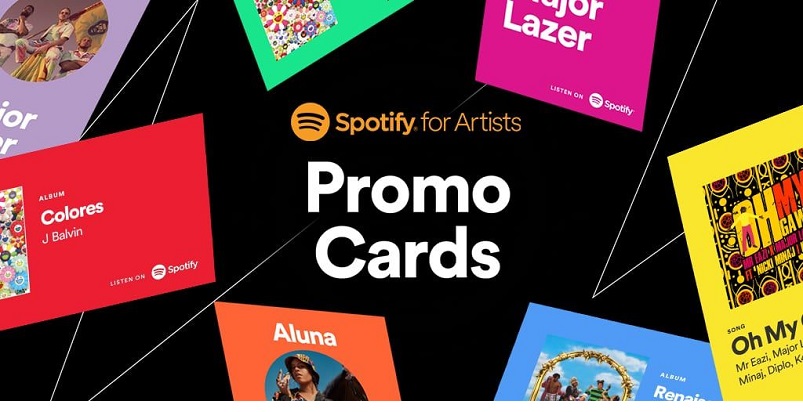 Major
Lazer
LISTEN ON Spotify
Spotify for Artists
Promo
Cards
ALBUM
Colores
J Balvin
LISTEN ON Spotify
Aluna
ALBUM
SONG
Oh My
Mr Eazi, Major
Minaj, Diplo,